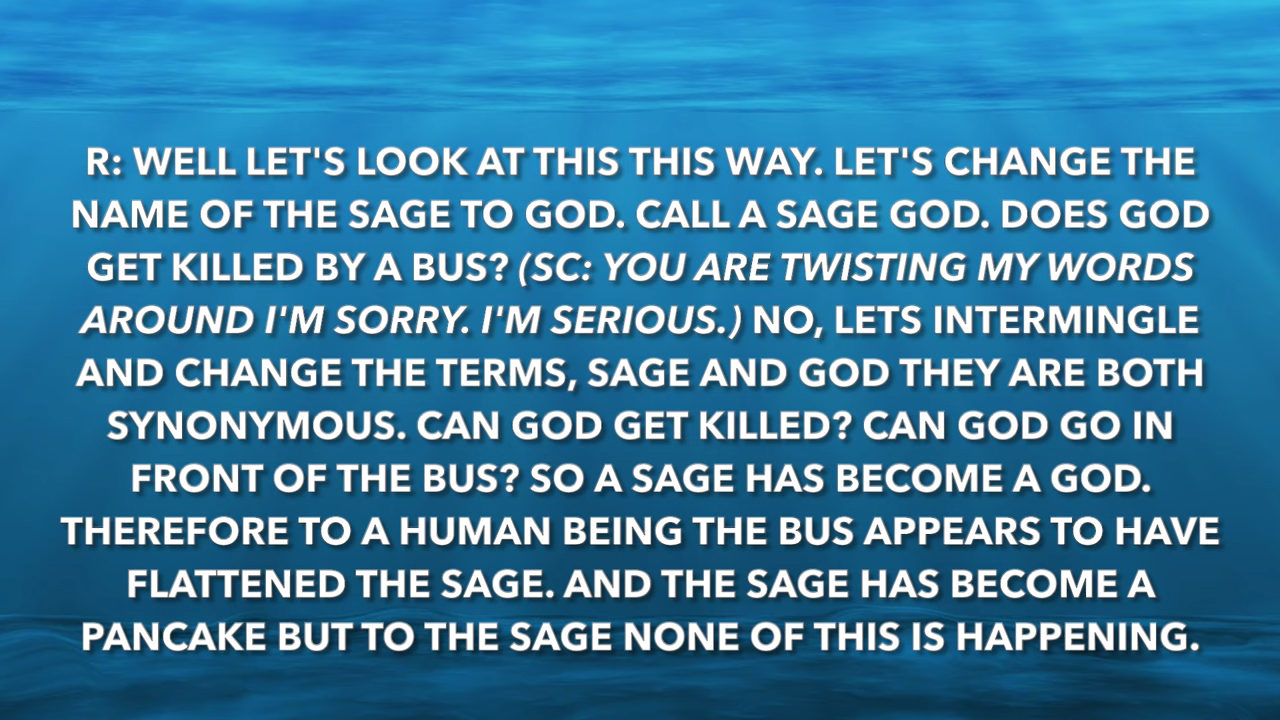 R: WELL LET'S LOOK AT THIS THIS WAY. LET'S CHANGE THE
NAME OF THE SAGE TO GOD. CALL A SAGE GOD. DOES GOD
GET KILLED BY A BUS? (SC: YOU ARE TWISTING MY WORDS
AROUND I'M SORRY. I'M SERIOUS.) NO, LETS INTERMINGLE
AND CHANGE THE TERMS, SAGE AND GOD THEY ARE BOTH
SYNONYMOUS. CAN GOD GET KILLED? CAN GOD GO IN
FRONT OF THE BUS? SO A SAGE HAS BECOME A GOD.
THEREFORE TO A HUMAN BEING THE BUS APPEARS TO HAVE
FLATTENED THE SAGE. AND THE SAGE HAS BECOME A
PANCAKE BUT TO THE SAGE NONE OF THIS IS HAPPENING.